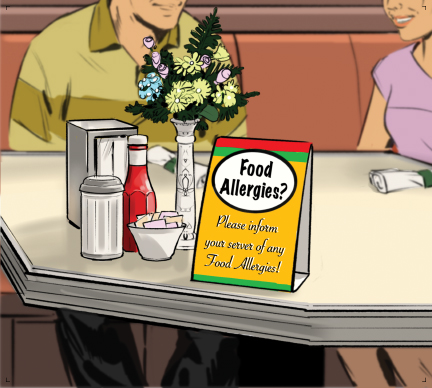 Food
Allergies?
Please inform
your server of any
Food Allergies!